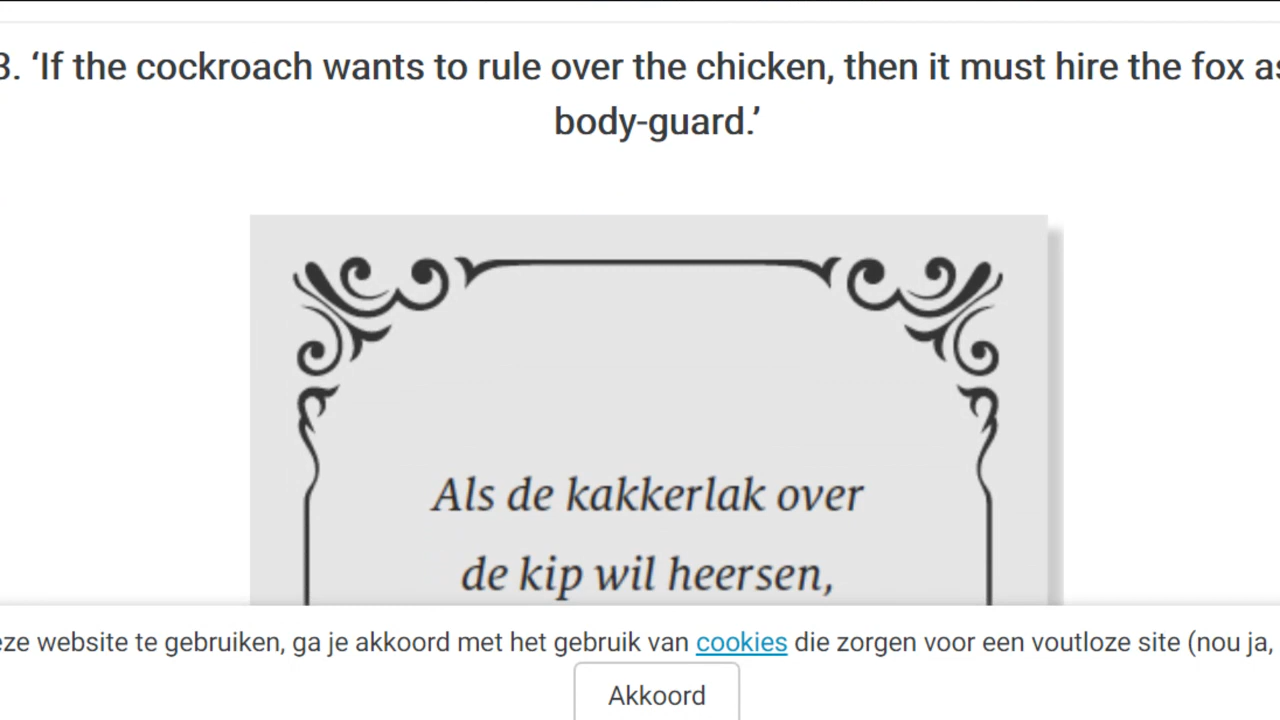 3. ‘If the cockroach wants to rule over the chicken, then it must hire the fox as
body-guard.’
Als de kakkerlak over
de kip wil heersen,
eze website te gebruiken, ga je akkoord met het gebruik van cookies die zorgen voor een voutloze site (nou ja,
Akkoord